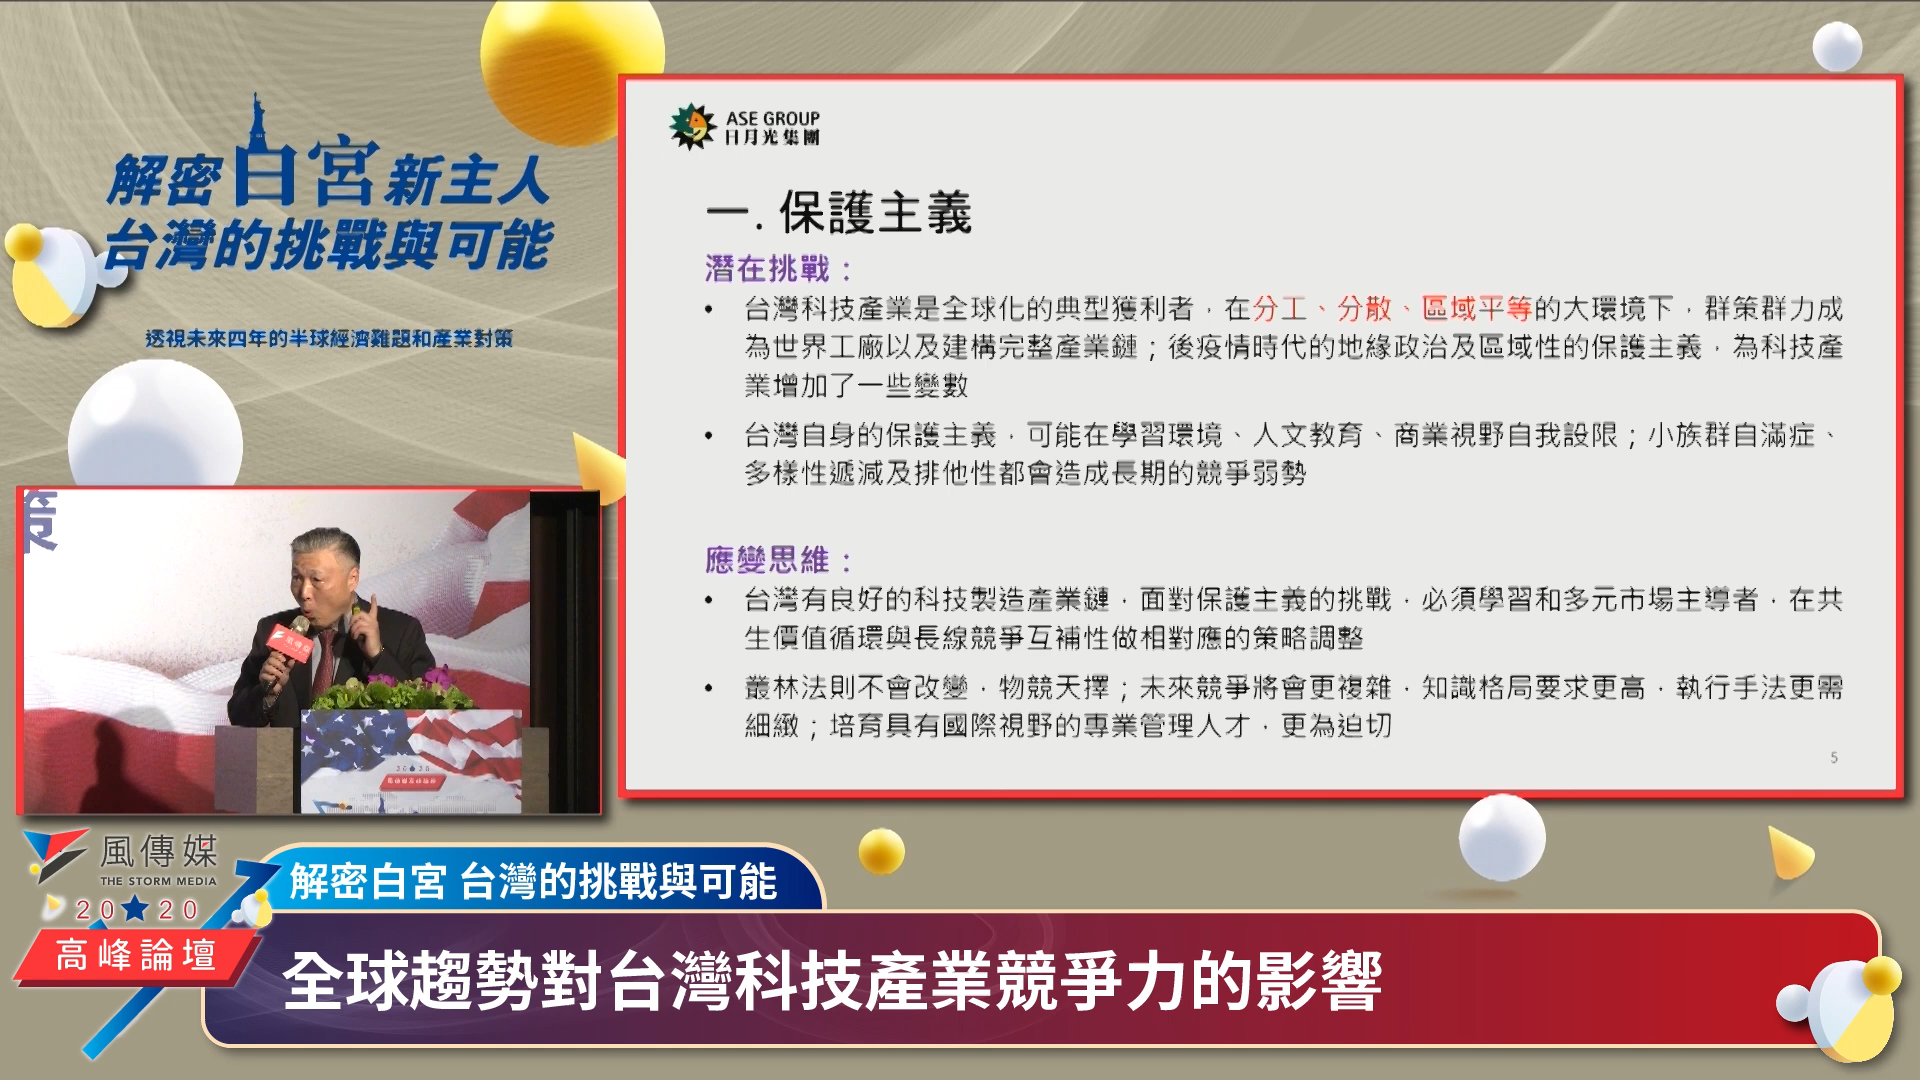 解密白宮新主人
台灣的挑戰與可能
透視未來四年的半球經濟難題和產業對策
ASE GROUP
日月光集團
一. 保護主義
潛在挑戰：
• 台灣科技產業是全球化的典型獲利者，在分工、分散、區域平等的大環境下，群策群力成
為世界工廠以及建構完整產業鏈；後疫情時代的地緣政治及區域性的保護主義，為科技產
業增加了一些變數
• 台灣自身的保護主義，可能在學習環境、人文教育、商業視野自我設限；小族群自滿症、
多樣性遞減及排他性都會造成長期的競爭弱勢
應變思維：
• 台灣有良好的科技製造產業鏈，面對保護主義的挑戰，必須學習和多元市場主導者，在共
生價值循環與長線競爭互補性做相對應的策略調整
• 叢林法則不會改變，物競天擇；未來競爭將會更複雜，知識格局要求更高，執行手法更需
細緻；培育具有國際視野的專業管理人才，更為迫切
5
策
風傳媒
2020
風傳媒
THE STORM MEDIA
20★20
高峰論壇
解密白宮 台灣的挑戰與可能
全球趨勢對台灣科技產業競爭力的影響